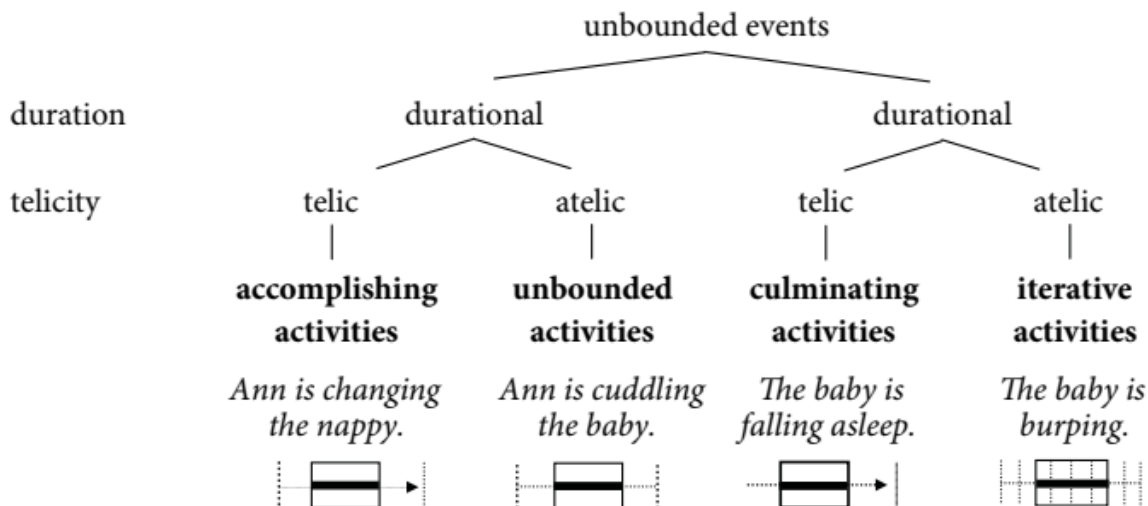 unbounded events
duration durational durational
telicity telic atelic telic atelic
accomplishing unbounded culminating iterative
activities activities activities activities
Ann is changing Ann is cuddling The baby is The baby is
the nappy. the baby. falling asleep. burping.